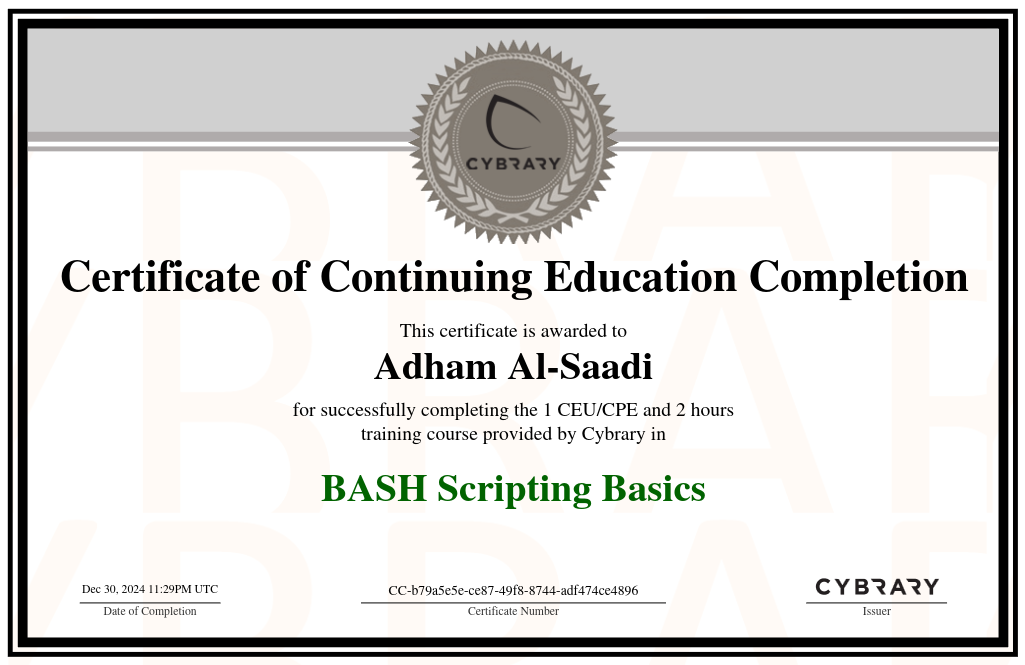 CYBRARY
Certificate of Continuing Education Completion
This certificate is awarded to
Adham Al-Saadi
for successfully completing the 1 CEU/CPE and 2 hours
training course provided by Cybrary in
BASH Scripting Basics
Dec 30, 2024 11:29PM UTC
Date of Completion
CC-b79a5e5e-ce87-49f8-8744-adf474ce4896
Certificate Number
CYBRARY
Issuer